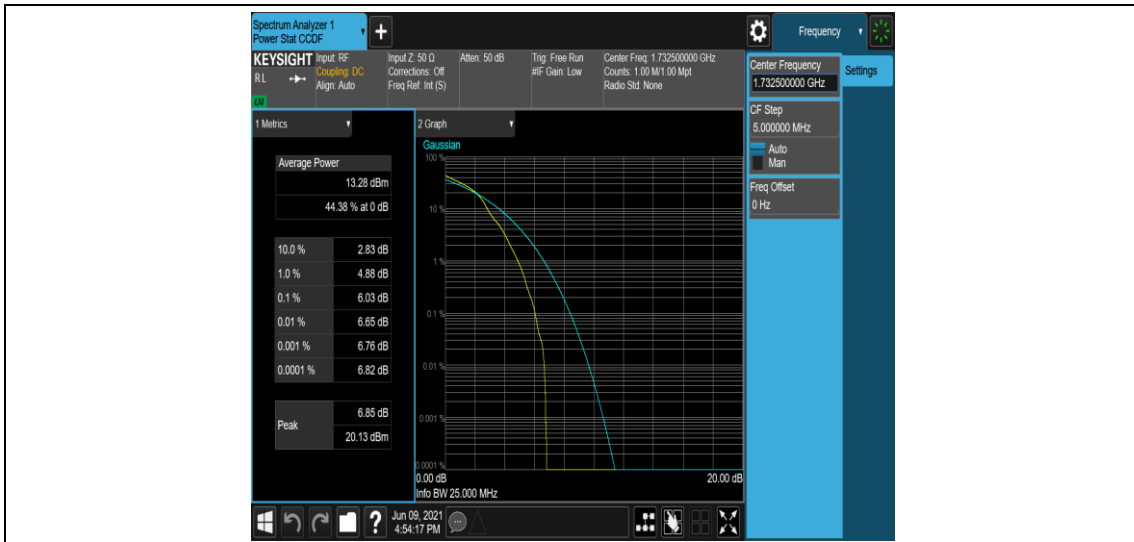 Spectrum Analyzer 1
Power Stat CCDF
+
Frequency
KEYSIGHT
RL
LXI
Input: RF
Coupling: DC
Align: Auto
Input Z: 50 Ω
Corrections: Off
Freq Ref: Int (S)
Atten: 50 dB
Trig: Free Run
#IF Gain: Low
Center Freq: 1.732500000 GHz
Counts: 1.00 M/1.00 Mpt
Radio Std: None
Center Frequency
1.732500000 GHz
Settings
CF Step
5.000000 MHz
Auto
Man
Freq Offset
0 Hz
1 Metrics
Average Power
13.28 dBm
44.38 % at 0 dB
10.0 % 2.83 dB
1.0 % 4.88 dB
0.1 % 6.03 dB
0.01 % 6.65 dB
0.001 % 6.76 dB
0.0001 % 6.82 dB
Peak
6.85 dB
20.13 dBm
2 Graph
Gaussian
100 %
10 %
1 %
0.1 %
0.01 %
0.001 %
0.0001 %
0.00 dB 20.00 dB
Info BW 25.000 MHz
?
Jun 09, 2021
4:54:17 PM